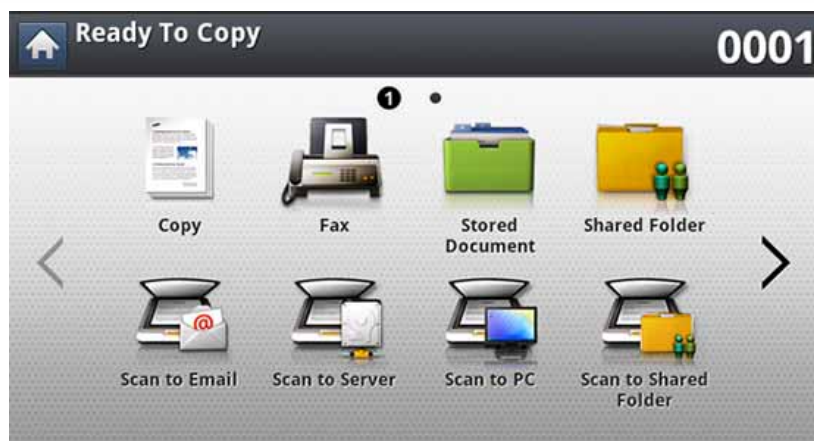 Ready To Copy
0001
1
Copy
Fax
Stored
Document
Shared Folder
Scan to Email
Scan to Server
Scan to PC
Scan to Shared
Folder